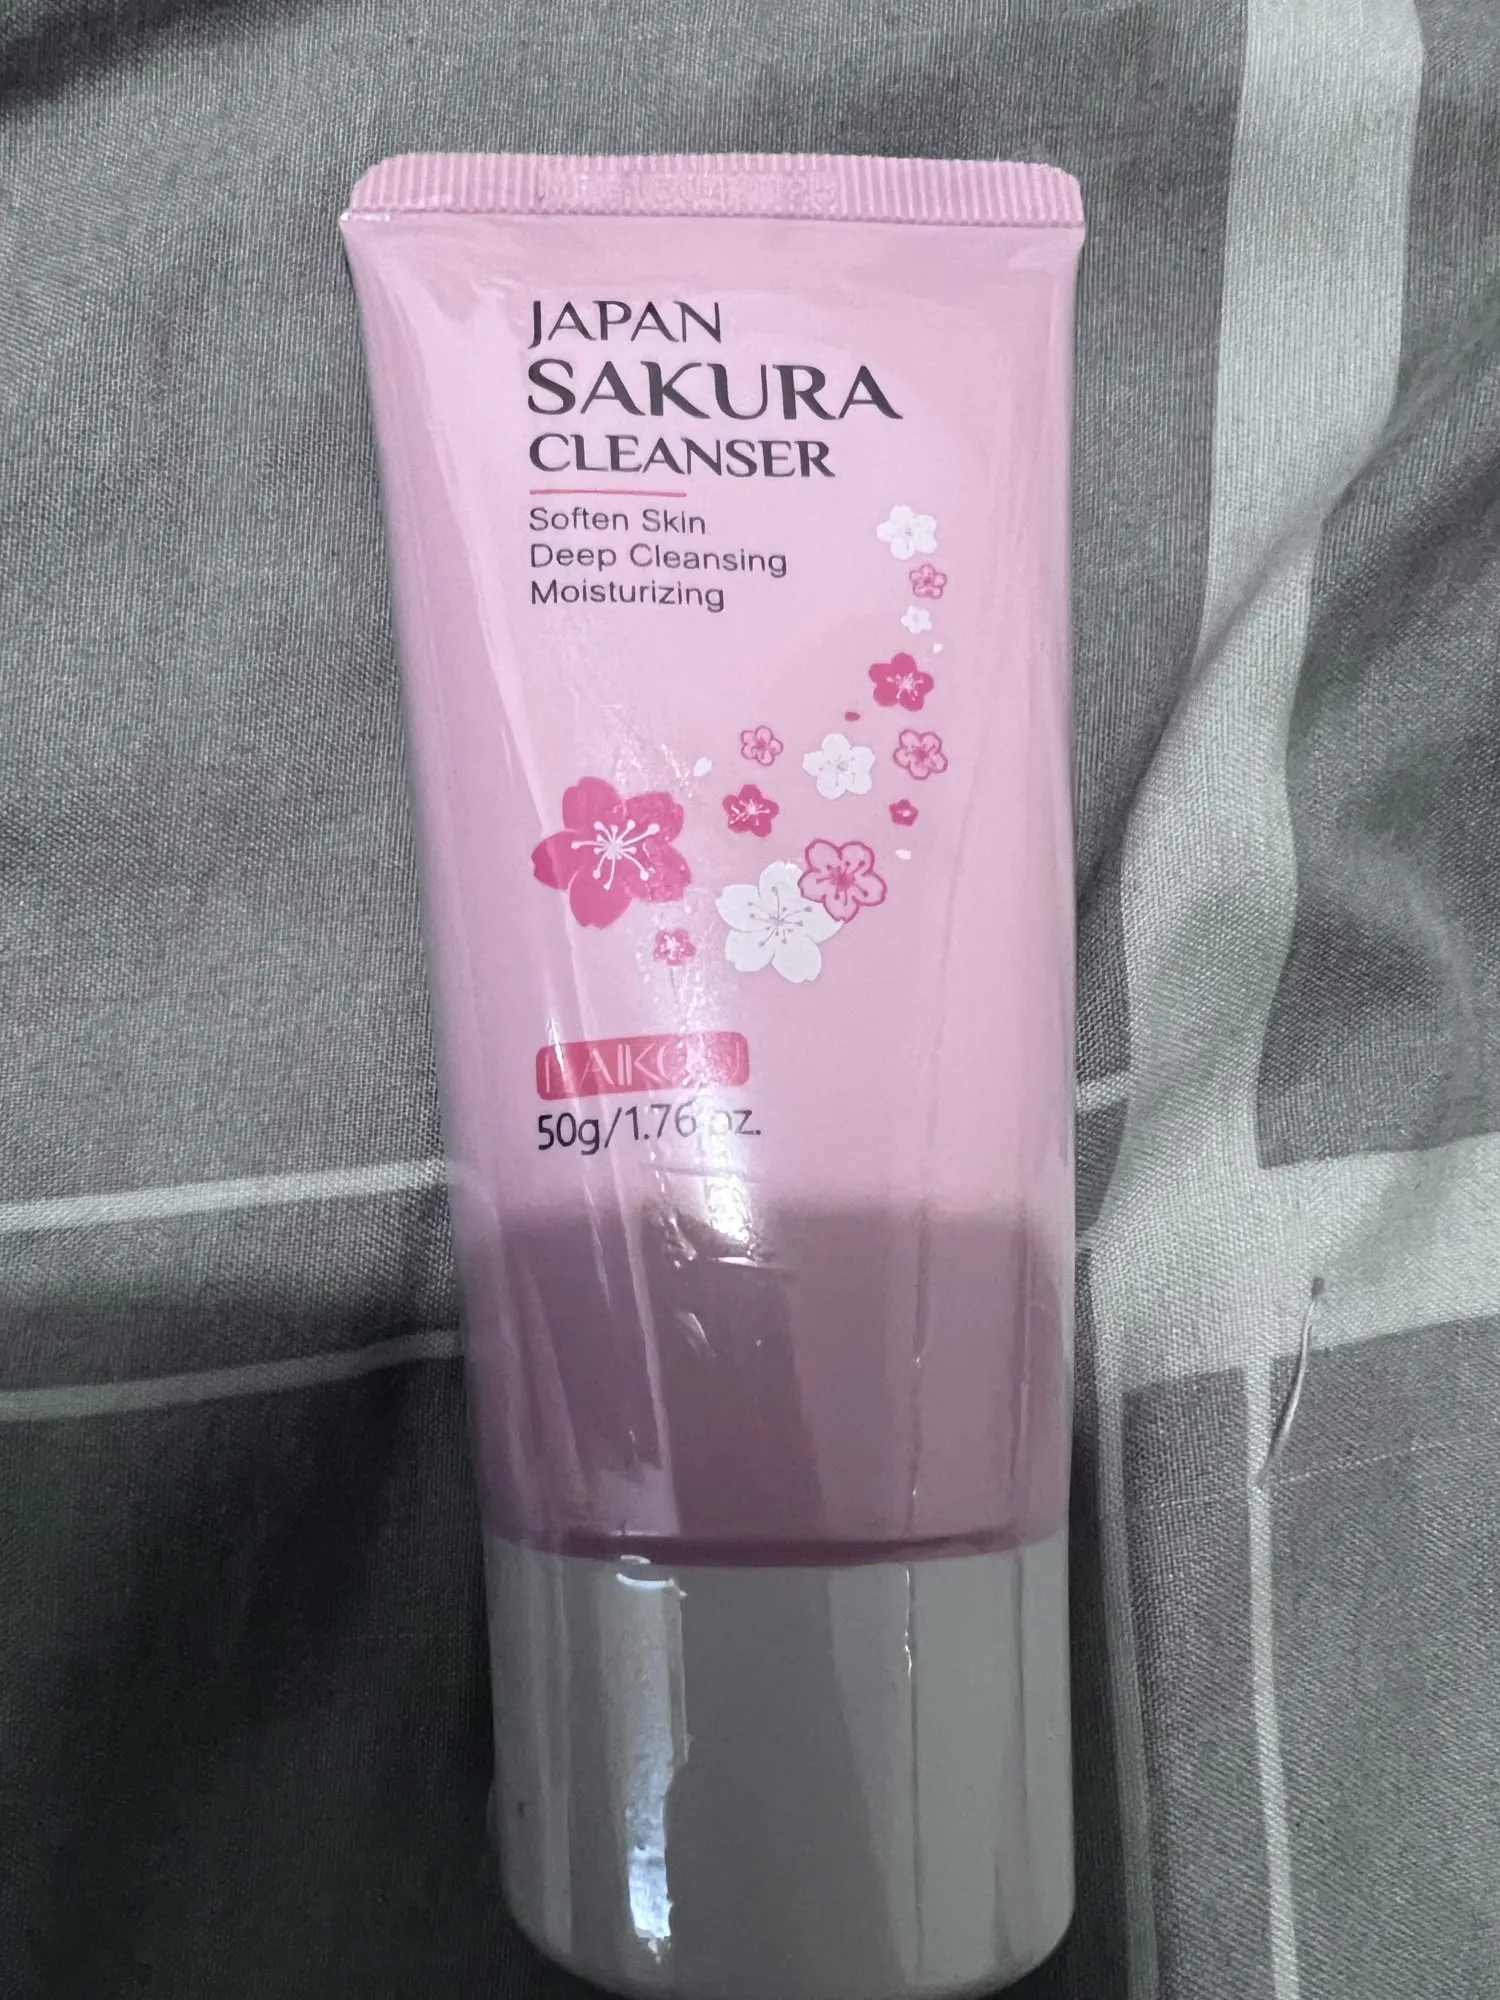 JAPAN
SAKURA
CLEANSER
Soften Skin
Deep Cleansing
Moisturizing
50g/1.76 oz.